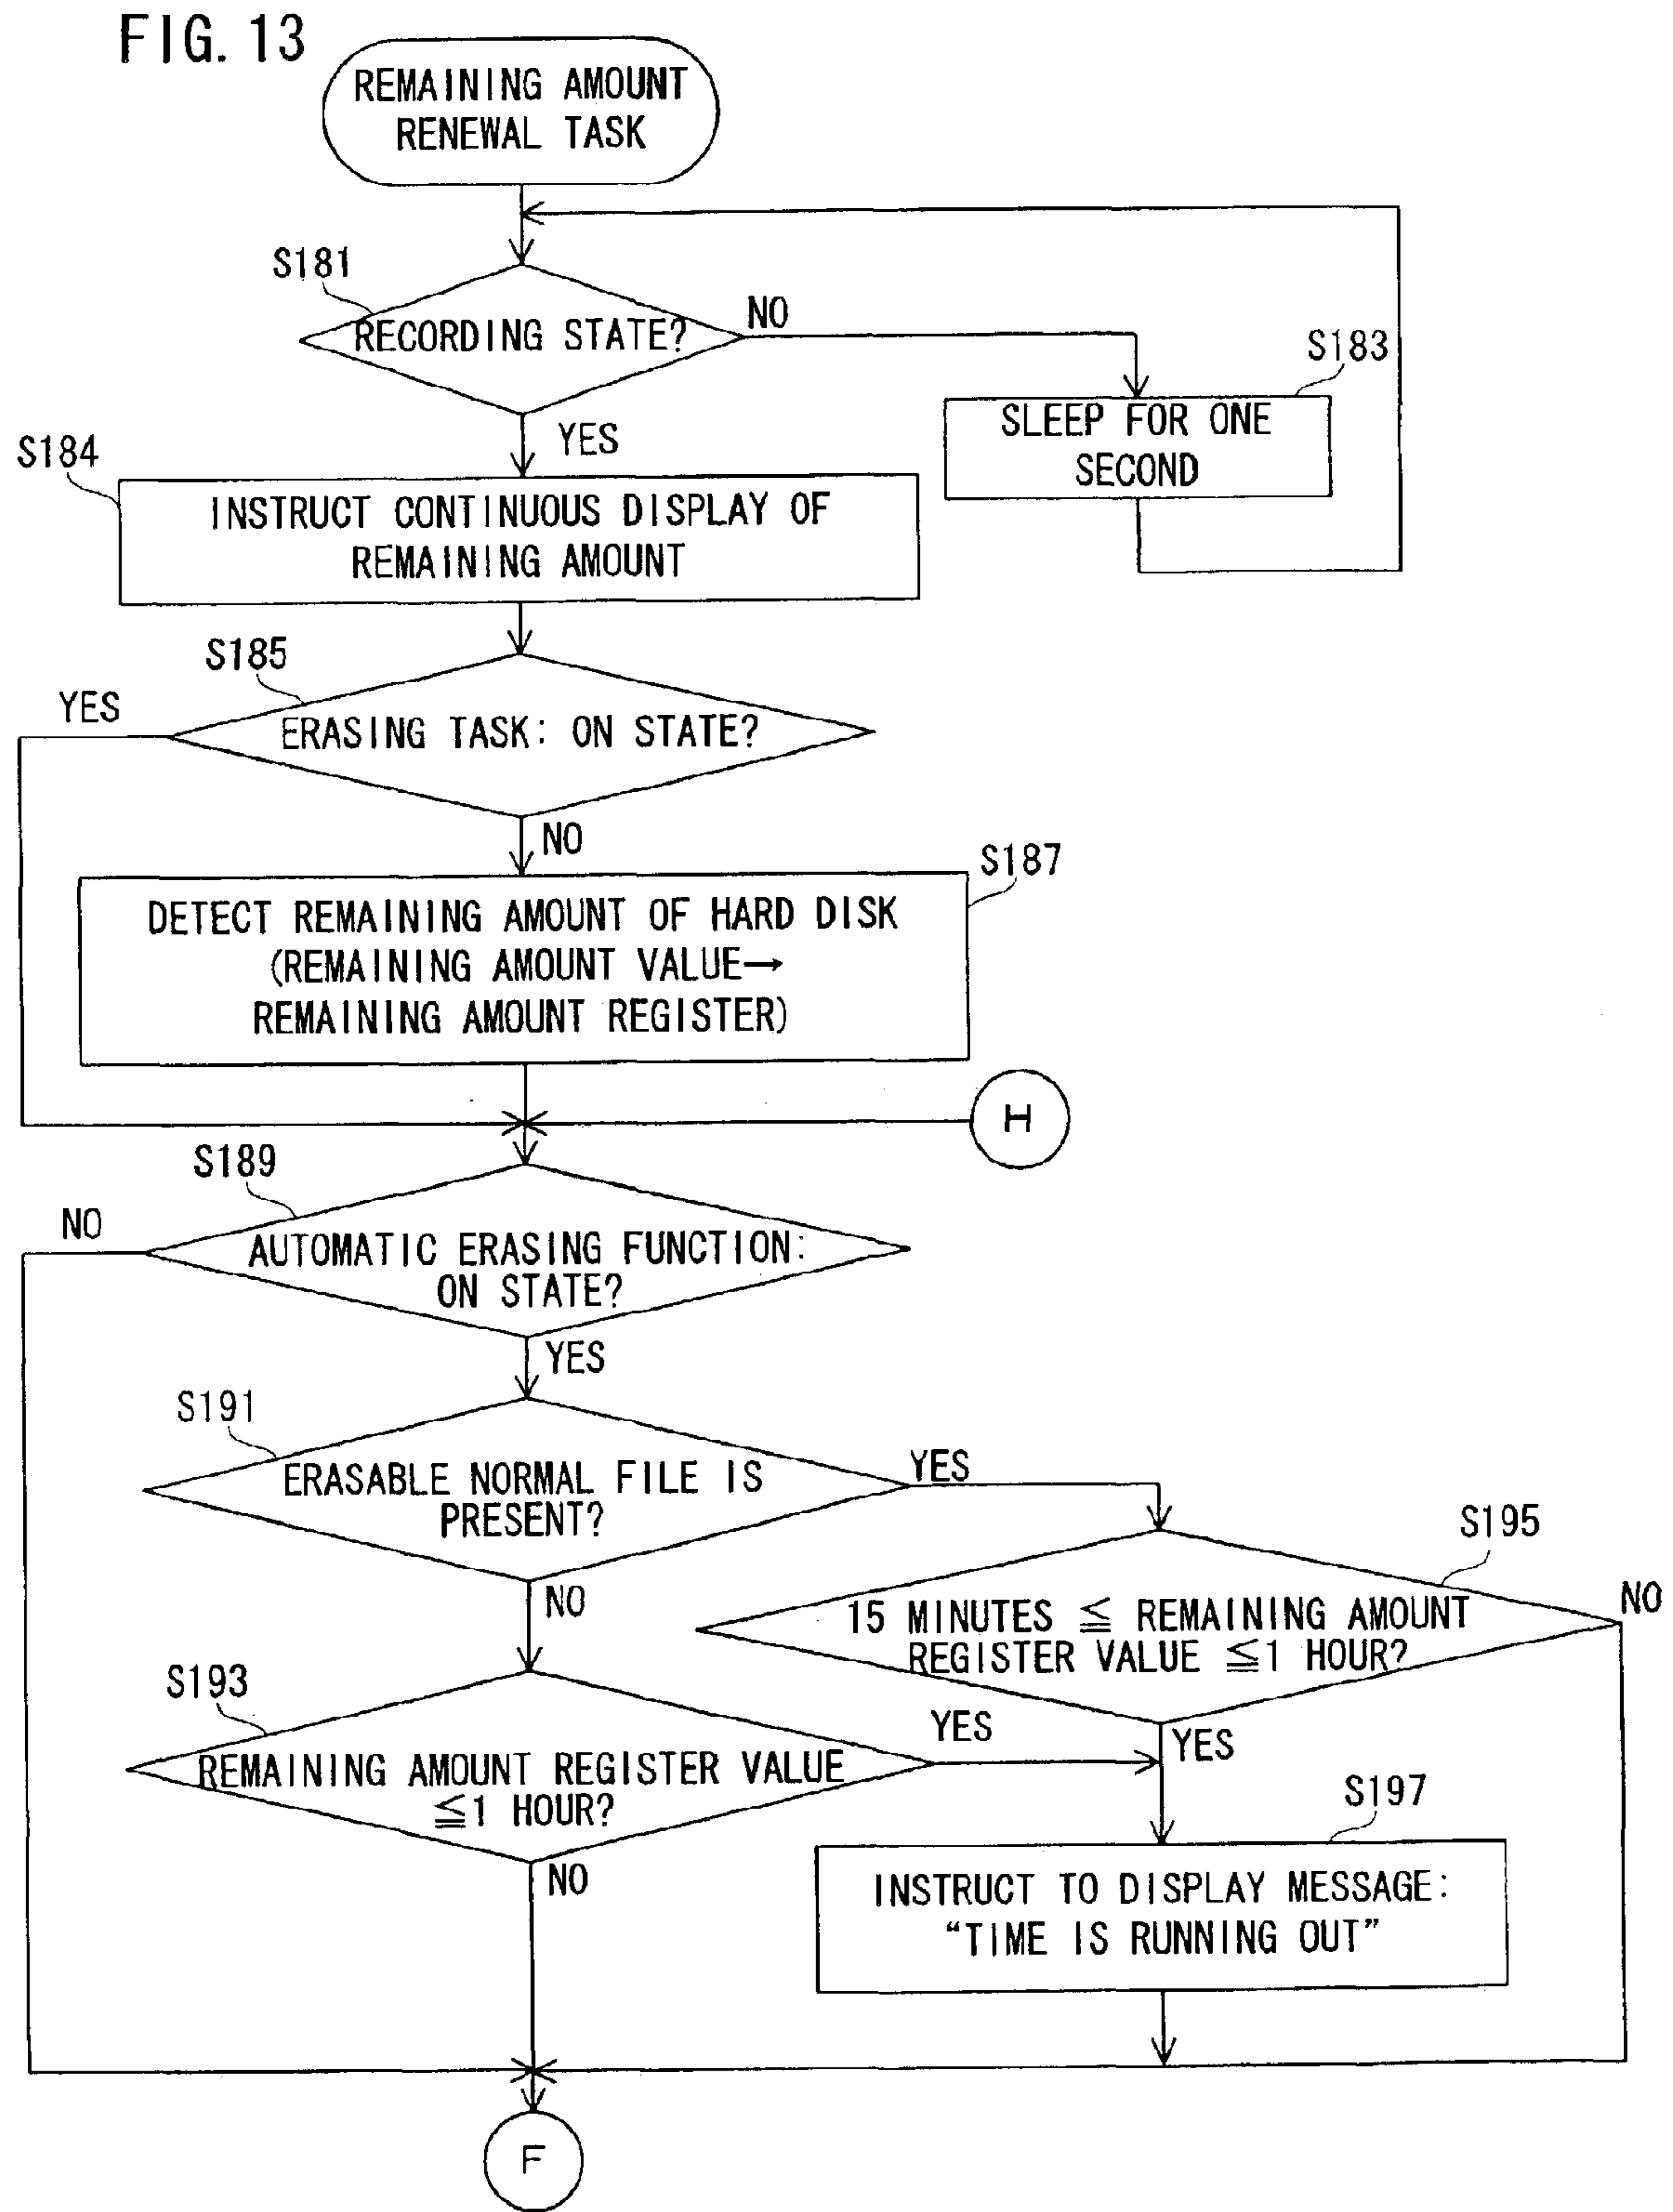 FIG. 13
REMAINING AMOUNT
RENEWAL TASK
S181
RECORDING STATE?
NO
S183
SLEEP FOR ONE
SECOND
YES
S184
INSTRUCT CONTINUOUS DISPLAY OF
REMAINING AMOUNT
S185
YES
ERASING TASK: ON STATE?
NO
S187
DETECT REMAINING AMOUNT OF HARD DISK
(REMAINING AMOUNT VALUE→
REMAINING AMOUNT REGISTER)
H
S189
NO
AUTOMATIC ERASING FUNCTION:
ON STATE?
YES
S191
ERASABLE NORMAL FILE IS
PRESENT?
YES
NO
S195
15 MINUTES ≦ REMAINING AMOUNT
REGISTER VALUE ≦1 HOUR?
NO
YES
S193
REMAINING AMOUNT REGISTER VALUE
≦1 HOUR?
YES
NO
S197
INSTRUCT TO DISPLAY MESSAGE:
“TIME IS RUNNING OUT”
F